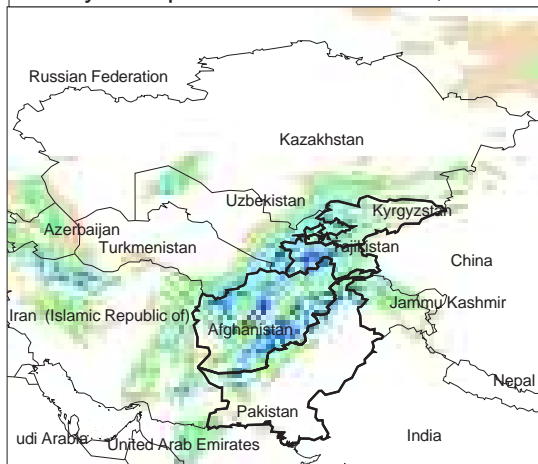 Russian Federation
Kazakhstan
Uzbekistan
Kyrgyzstan
Azerbaijan
Turkmenistan
Tajikistan
China
Iran (Islamic Republic of)
Jammu Kashmir
Afghanistan
Nepal
Pakistan
udi Arabia
United Arab Emirates
India